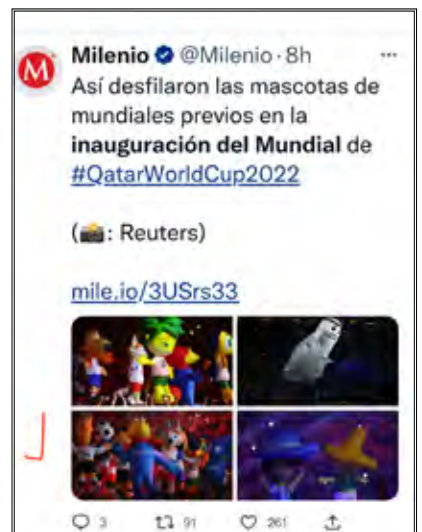 Milenio @Milenio · 8h
Así desfilaron las mascotas de
mundiales previos en la
inauguración del Mundial de
#QatarWorldCup2022
(📸: Reuters)
mile.io/3USrs33
3 91 261